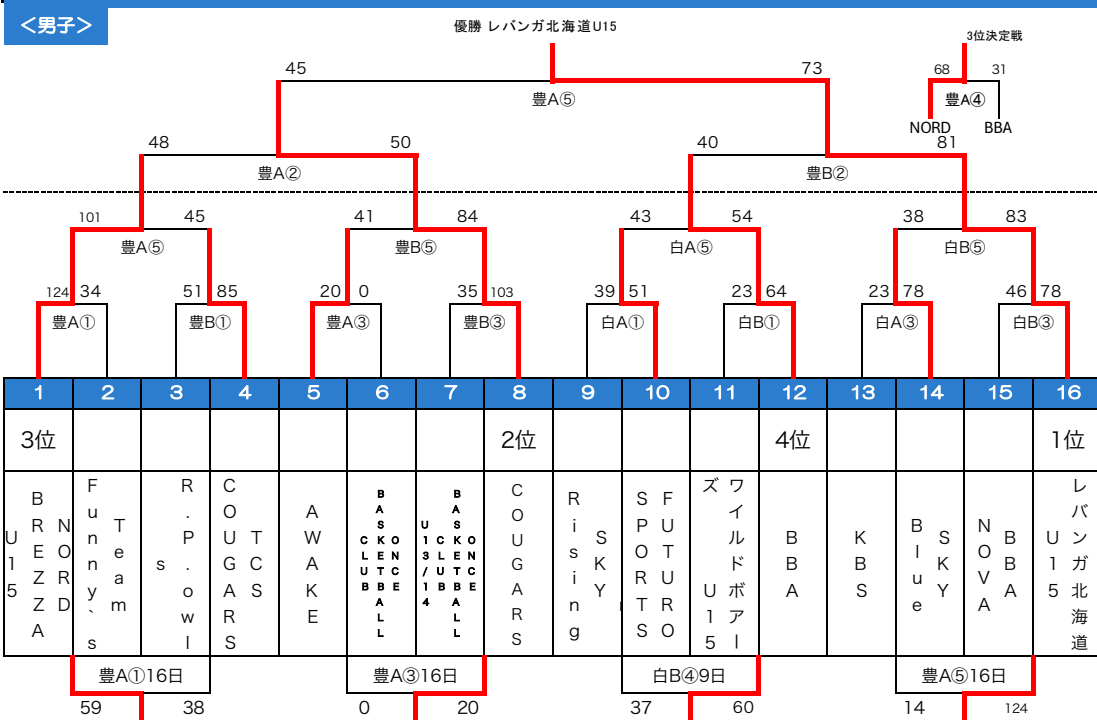 ＜男子＞
優勝 レバンガ北海道U15
3位決定戦
45 73 68 31
豊A⑤ 豊A④
NORD BBA
48 50 40 81
豊A② 豊B②
101 45 41 84 43 54 38 83
豊A⑤ 豊B⑤ 白A⑤ 白B⑤
124 34 51 85 20 0 35 103 39 51 23 64 23 78 46 78
豊A① 豊B① 豊A③ 豊B③ 白A① 白B① 白A③ 白B③
1 2 3 4 5 6 7 8 9 10 11 12 13 14 15 16
3位 2位 4位 1位
NORD
BREZZA
U15
Team
Funny`s
R.Powl
s
TCS
COUGARS
AWAKE
ONCE
BASKETBALL
CLUB
ONCE
BASKETBALL
CLUB
U13/14
COUGARS
SKY
Rising
FUTURO
SPORTS
ワイルドボアー
ズ U15
BBA
KBS
SKY
Blue
BBA
NOVA
レバンガ北海道
U15
豊A①16日 豊A③16日 白B④9日 豊A⑤16日
59 38 0 20 37 60 14 124